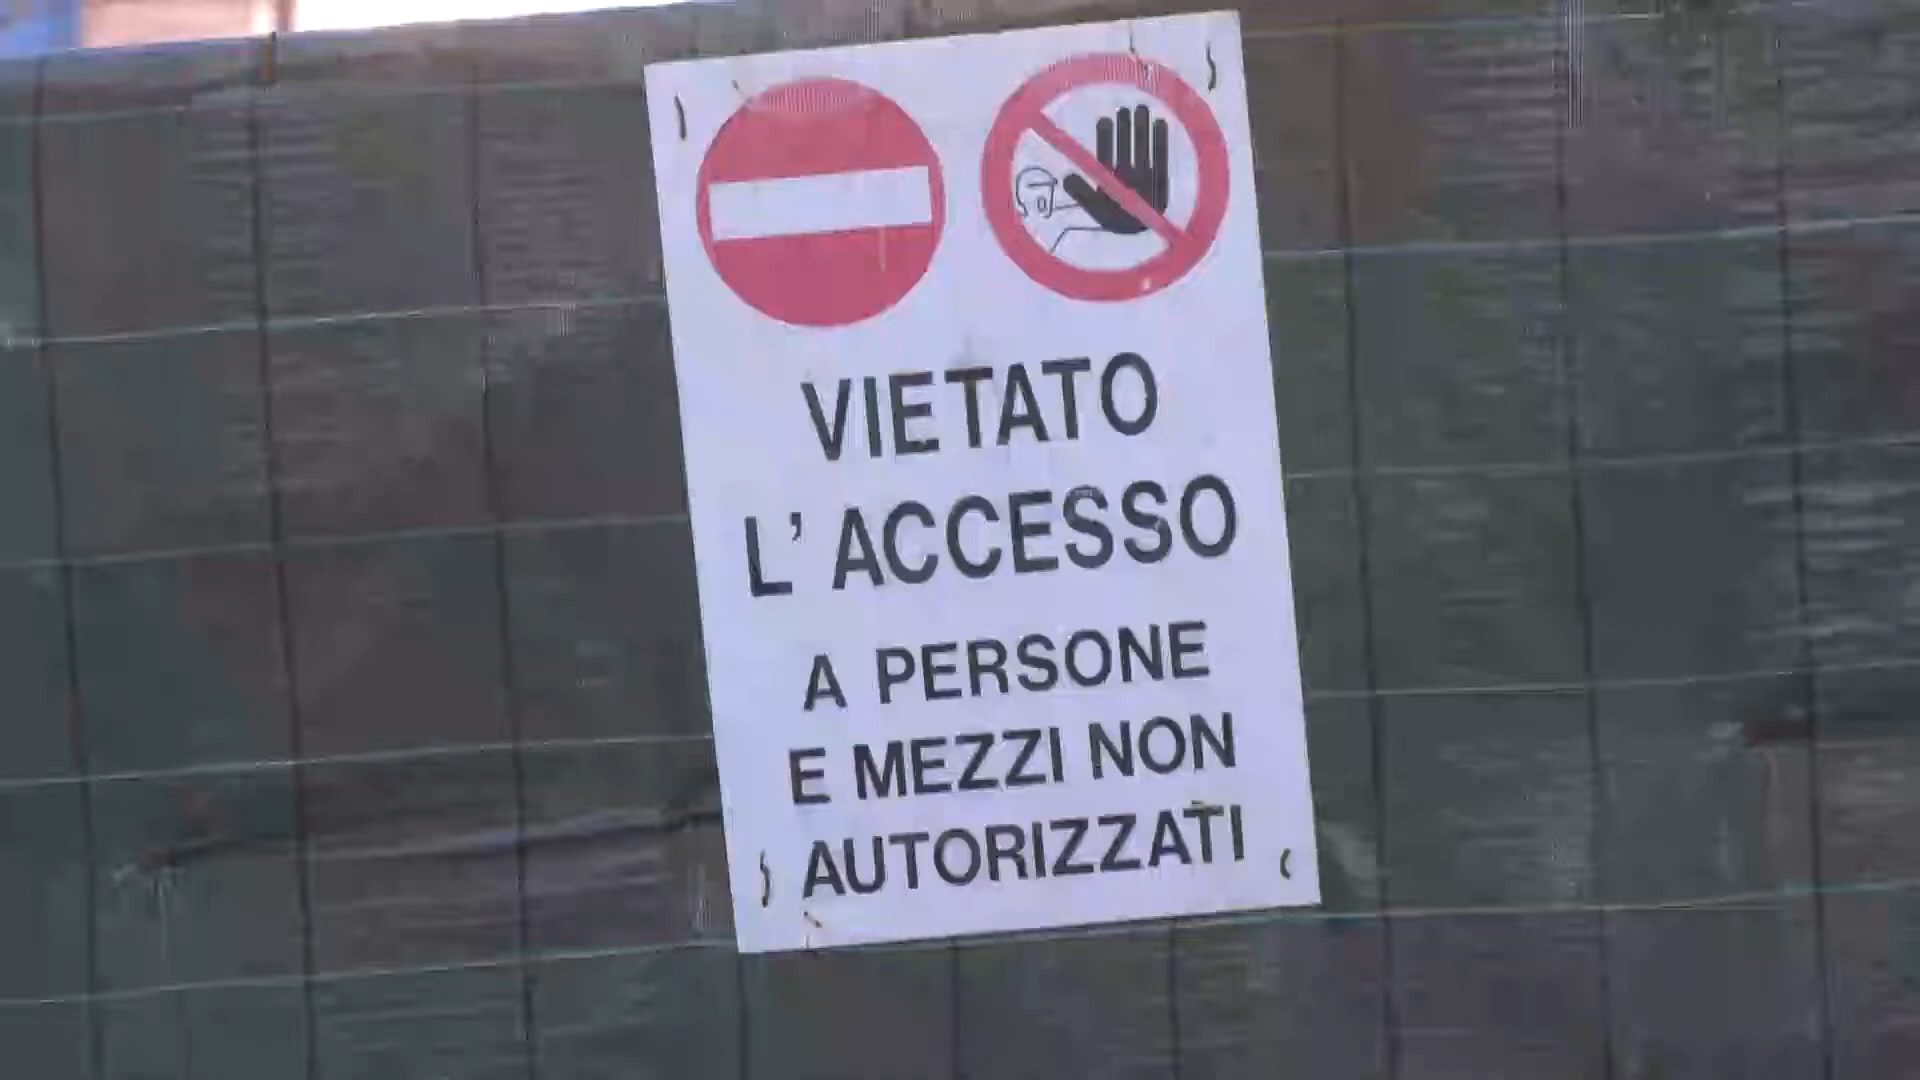 VIETATO
L' ACCESSO
A PERSONE
E MEZZI NON
AUTORIZZATI